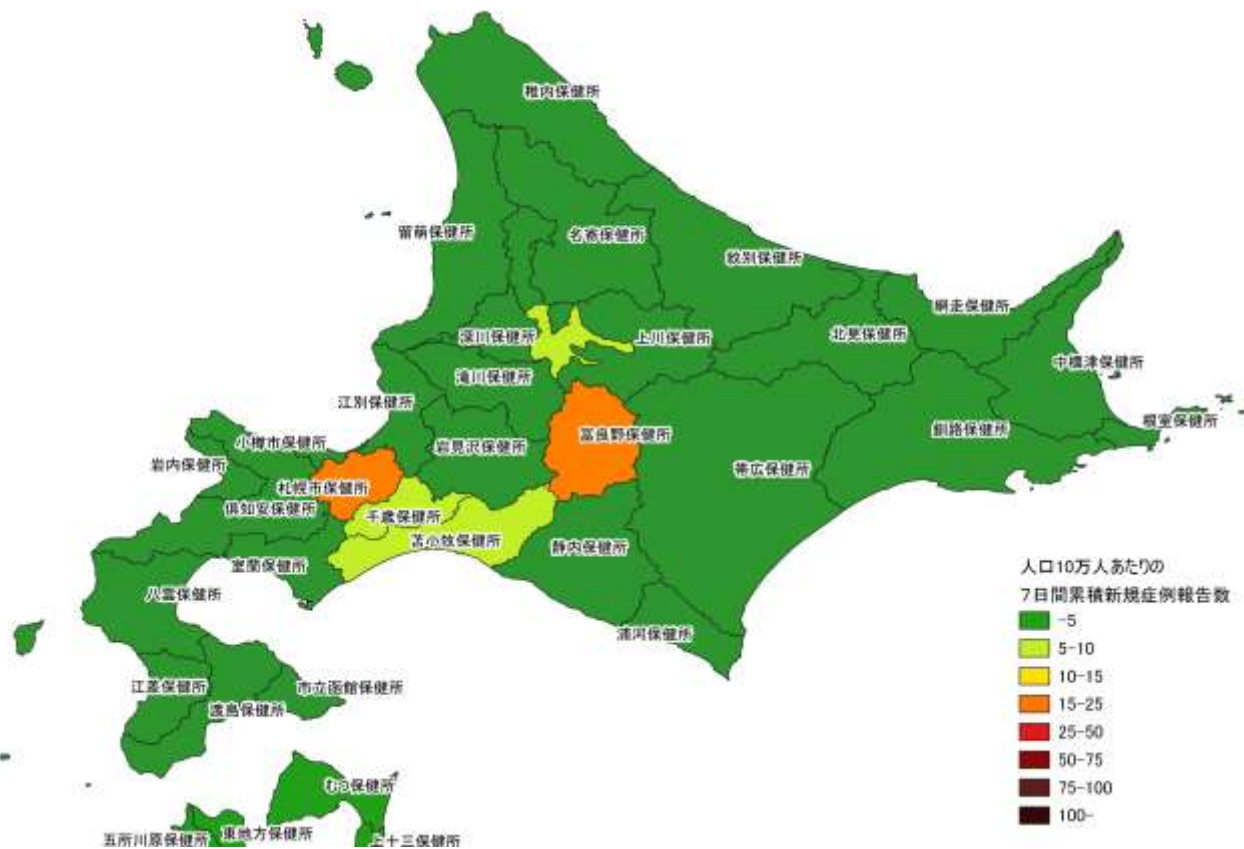 稚内保健所
留萌保健所
名寄保健所
紋別保健所
網走保健所
深川保健所
上川保健所
北見保健所
中標津保健所
滝川保健所
江別保健所
根室保健所
小樽市保健所
岩見沢保健所
富良野保健所
釧路保健所
岩内保健所
帯広保健所
札幌市保健所
倶知安保健所
千歳保健所
苫小牧保健所
静内保健所
室蘭保健所
八雲保健所
浦河保健所
江差保健所
市立函館保健所
渡島保健所
むつ保健所
東地方保健所
五所川原保健所
上十三保健所
人口10万人あたりの
7日間累積新規症例報告数
-5
5-10
10-15
15-25
25-50
50-75
75-100
100-